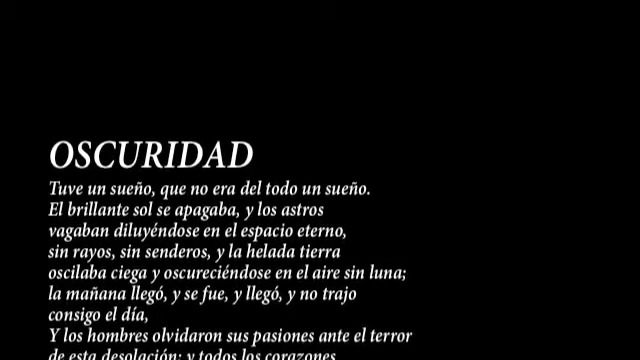 OSCURIDAD
Tuve un sueño, que no era del todo un sueño.
El brillante sol se apagaba, y los astros
vagaban diluyéndose en el espacio eterno,
sin rayos, sin senderos, y la helada tierra
oscilaba ciega y oscureciéndose en el aire sin luna;
la mañana llegó, y se fue, y llegó, y no trajo
consigo el día,
Y los hombres olvidaron sus pasiones ante el terror
de esta desolación; y todos los corazones